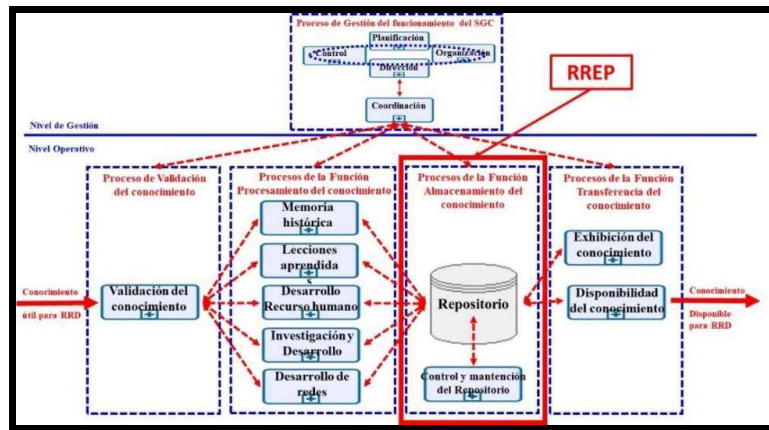 Proceso de Gestión del funcionamiento del SGC
Planificación
Control
Organización
Dirección
RREP
Coordinación
Nivel de Gestión
Nivel Operativo
Proceso de Validación
del conocimiento
Procesos de la Función
Procesamiento del conocimiento
Procesos de la Función
Almacenamiento del
conocimiento
Procesos de la Función
Transferencia del
conocimiento
Memoria
histórica
Lecciones
aprendida
s
Desarrollo
Recurso humano
Investigación y
Desarrollo
Desarrollo de
redes
Conocimiento
útil para RRD
Validación del
conocimiento
Repositorio
Control y mantención
del Repositorio
Exhibición del
conocimiento
Disponibilidad
del conocimiento
Conocimiento
Disponible
para RRD